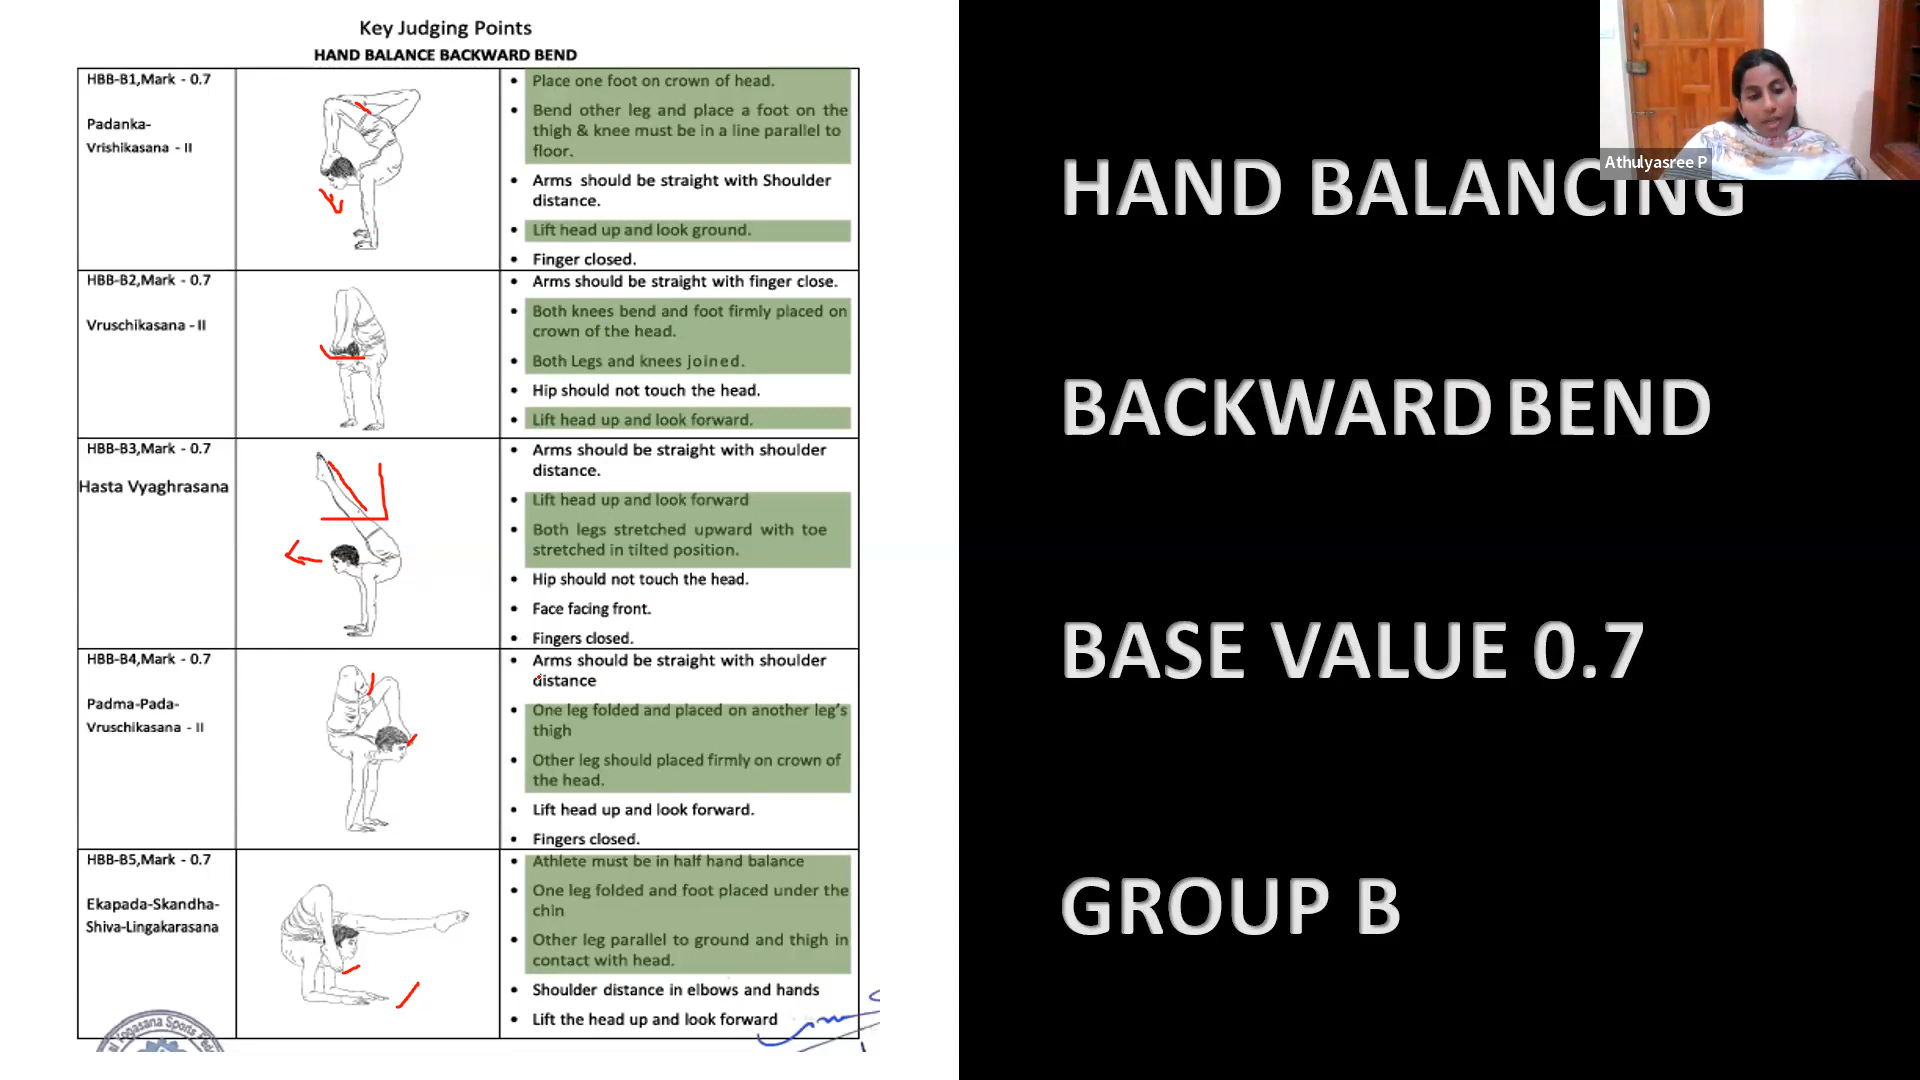 Key Judging Points
HAND BALANCE BACKWARD BEND
HBB-B1,Mark - 0.7
Padanka-
Vrishikasana - II
• Place one foot on crown of head.
• Bend other leg and place a foot on the
thigh & knee must be in a line parallel to
floor.
• Arms should be straight with Shoulder
distance.
• Lift head up and look ground.
• Finger closed.
HBB-B2,Mark - 0.7
Vruschikasana - II
• Arms should be straight with finger close.
• Both knees bend and foot firmly placed on
crown of the head.
• Both Legs and knees joined.
• Hip should not touch the head.
• Lift head up and look forward.
HBB-B3,Mark - 0.7
Hasta Vyaghrasana
• Arms should be straight with shoulder
distance.
• Lift head up and look forward
• Both legs stretched upward with toe
stretched in tilted position.
• Hip should not touch the head.
• Face facing front.
• Fingers closed.
HBB-B4,Mark - 0.7
Padma-Pada-
Vruschikasana - II
• Arms should be straight with shoulder
distance
• One leg folded and placed on another leg's
thigh
• Other leg should placed firmly on crown of
the head.
• Lift head up and look forward.
• Fingers closed.
HBB-B5,Mark - 0.7
Ekapada-Skandha-
Shiva-Lingakarasana
• Athlete must be in half hand balance
• One leg folded and foot placed under the
chin
• Other leg parallel to ground and thigh in
contact with head.
• Shoulder distance in elbows and hands
• Lift the head up and look forward
Yogasana Sports
HAND BALANCING
BACKWARD BEND
BASE VALUE 0.7
GROUP B
Athulyasree P